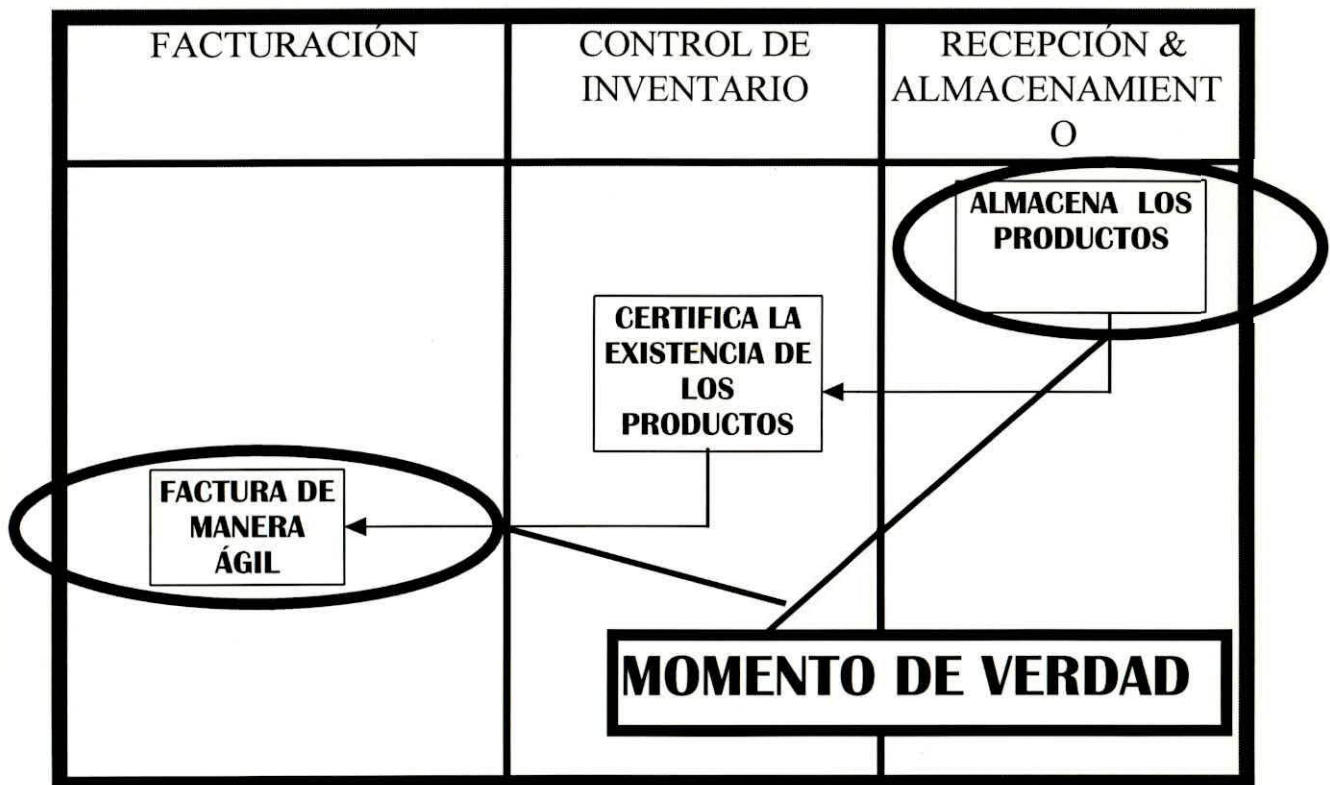 FACTURACIÓN
CONTROL DE
INVENTARIO
RECEPCIÓN &
ALMACENAMIENT
O
ALMACENA LOS
PRODUCTOS
CERTIFICA LA
EXISTENCIA DE
LOS
PRODUCTOS
FACTURA DE
MANERA
ÁGIL
MOMENTO DE VERDAD